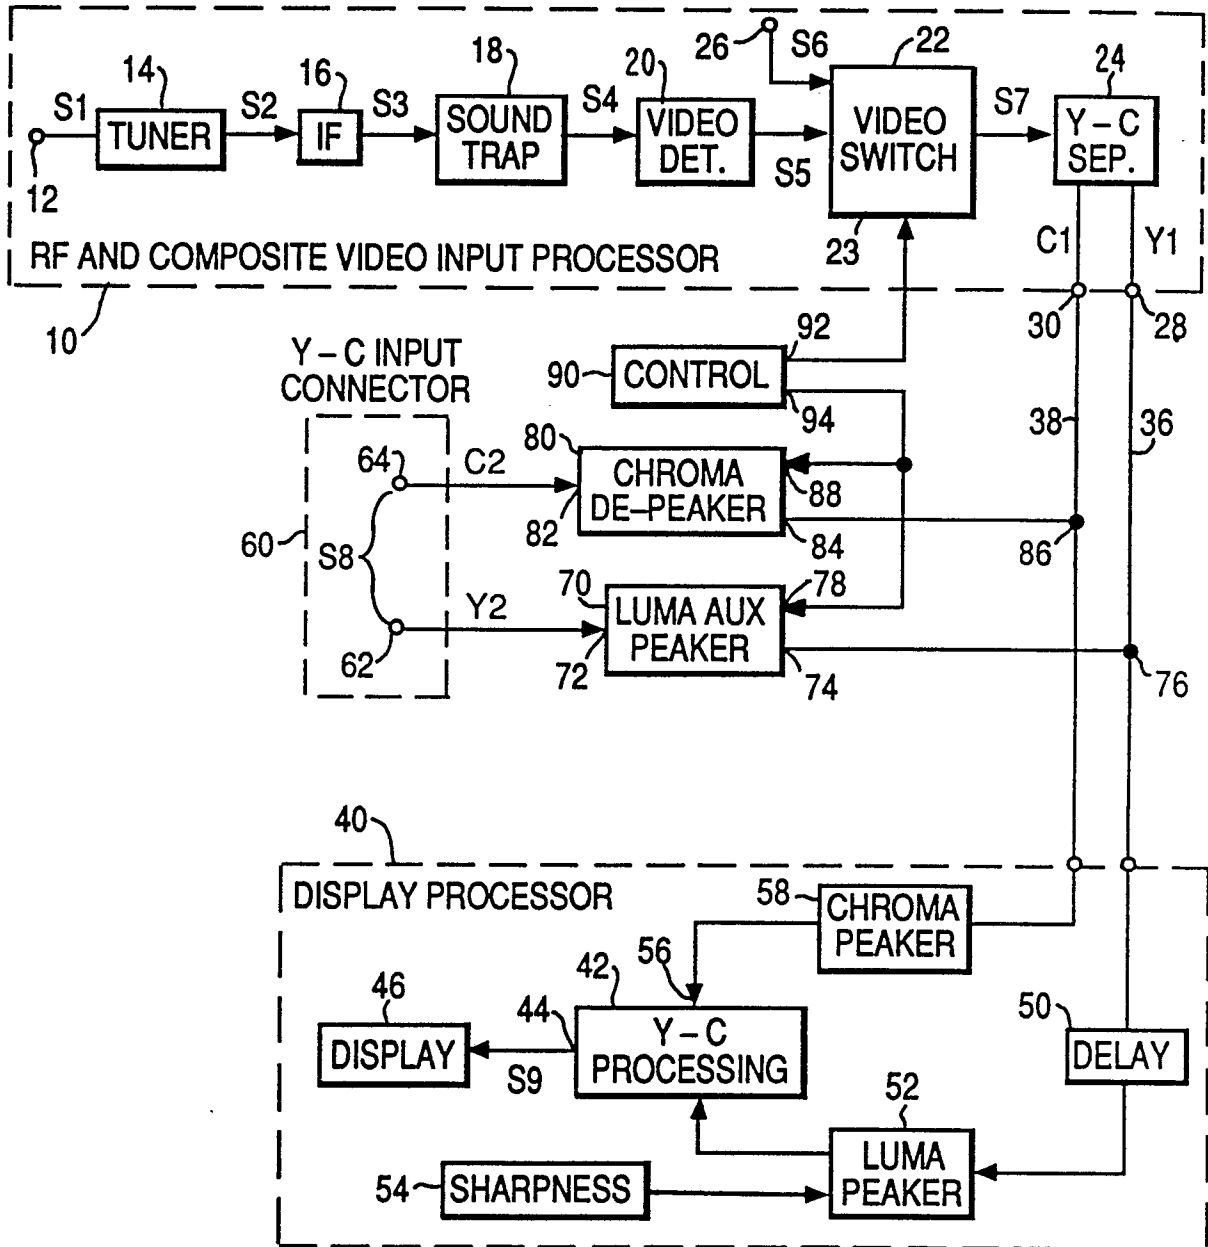 26
S6
22
14
16
18
20
24
S1
S2
S3
S4
S7
TUNER
IF
SOUND
TRAP
VIDEO
DET.
VIDEO
SWITCH
Y-C
SEP.
12
S5
23
C1
Y1
RF AND COMPOSITE VIDEO INPUT PROCESSOR
10
30
28
Y-C INPUT
CONNECTOR
90
CONTROL
92
94
38
36
64
C2
80
CHROMA
DE-PEAKER
88
82
84
86
60
S8
70
78
Y2
LUMA AUX
PEAKER
62
72
74
76
40
DISPLAY PROCESSOR
58
CHROMA
PEAKER
56
46
42
44
50
DISPLAY
S9
Y-C
PROCESSING
DELAY
52
LUMA
PEAKER
54
SHARPNESS